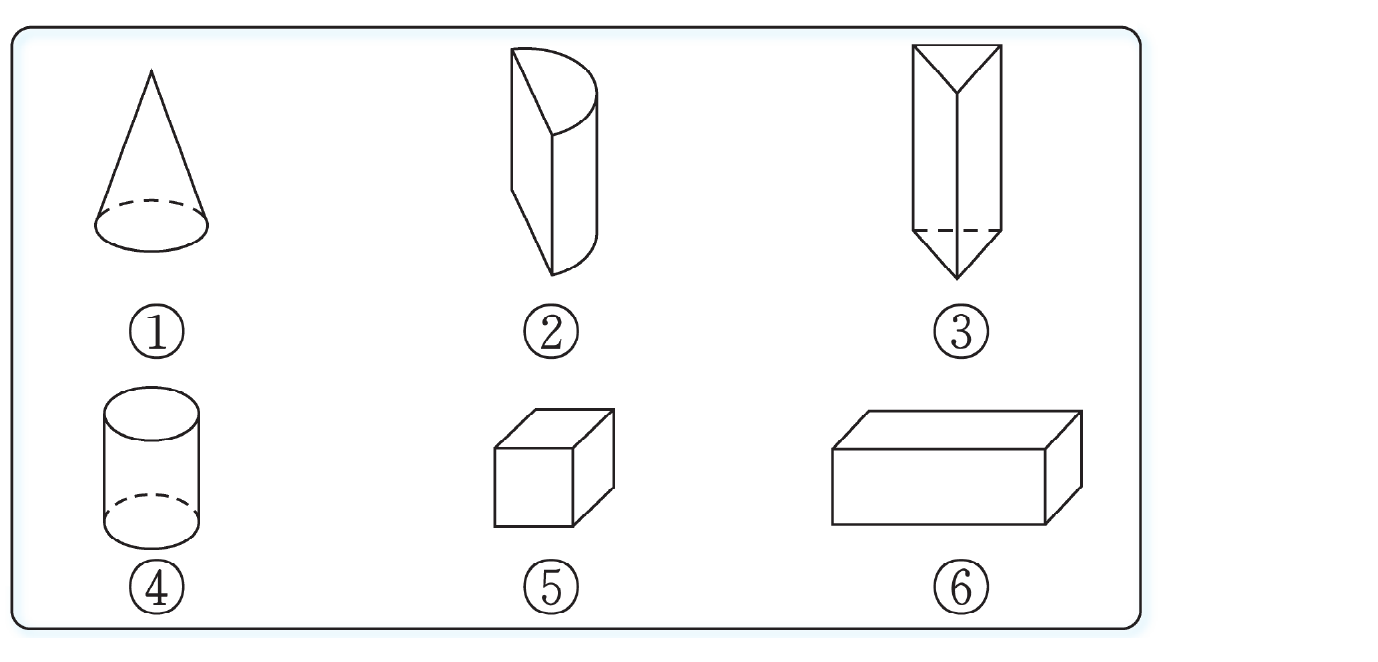 ① ② ③
④ ⑤ ⑥